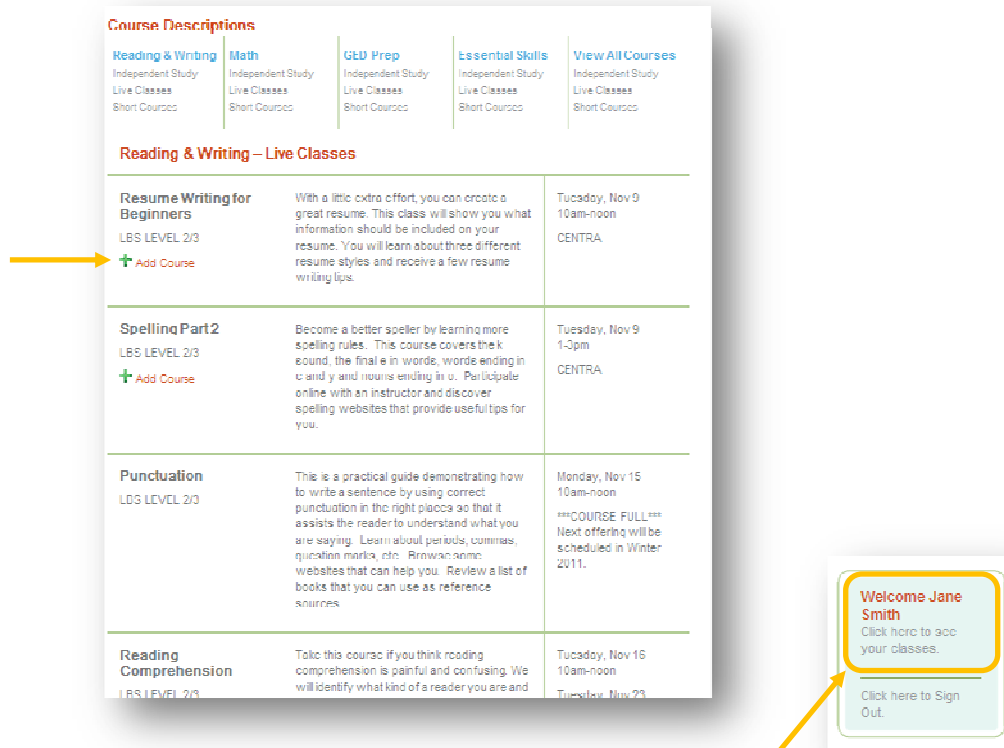 Course Descriptions
Reading & Writing
Independent Study
Live Classes
Short Courses
Math
Independent Study
Live Classes
Short Courses
GED Prep
Independent Study
Live Classes
Short Courses
Essential Skills
Independent Study
Live Classes
Short Courses
View All Courses
Independent Study
Live Classes
Short Courses
Reading & Writing – Live Classes
Resume Writing for
Beginners
LBS LEVEL 2/3
Add Course
With a little extra effort, you can create a
great resume. This class will show you what
information should be included on your
resume. You will learn about three different
resume styles and receive a few resume
writing tips.
Tuesday, Nov 9
10am-noon
CENTRA
Spelling Part 2
LBS LEVEL 2/3
Add Course
Become a better speller by learning more
spelling rules. This course covers the k
sound, the final e in words, words ending in
c and y and nouns ending in o. Participate
online with an instructor and discover
spelling websites that provide useful tips for
you.
Tuesday, Nov 9
1-3pm
CENTRA
Punctuation
LBS LEVEL 2/3
This is a practical guide demonstrating how
to write a sentence by using correct
punctuation in the right places so that it
assists the reader to understand what you
are saying. Learn about periods, commas,
question marks, etc. Browse some
websites that can help you. Review a list of
books that you can use as reference
sources.
Monday, Nov 15
10am-noon
***COURSE FULL***
Next offering will be
scheduled in Winter
2011.
Reading
Comprehension
LBS LEVEL 2/3
Take this course if you think reading
comprehension is painful and confusing. We
will identify what kind of a reader you are and
Tuesday, Nov 16
10am-noon
Tuesday, Nov 23
Welcome Jane
Smith
Click here to see
your classes.
Click here to Sign
Out.